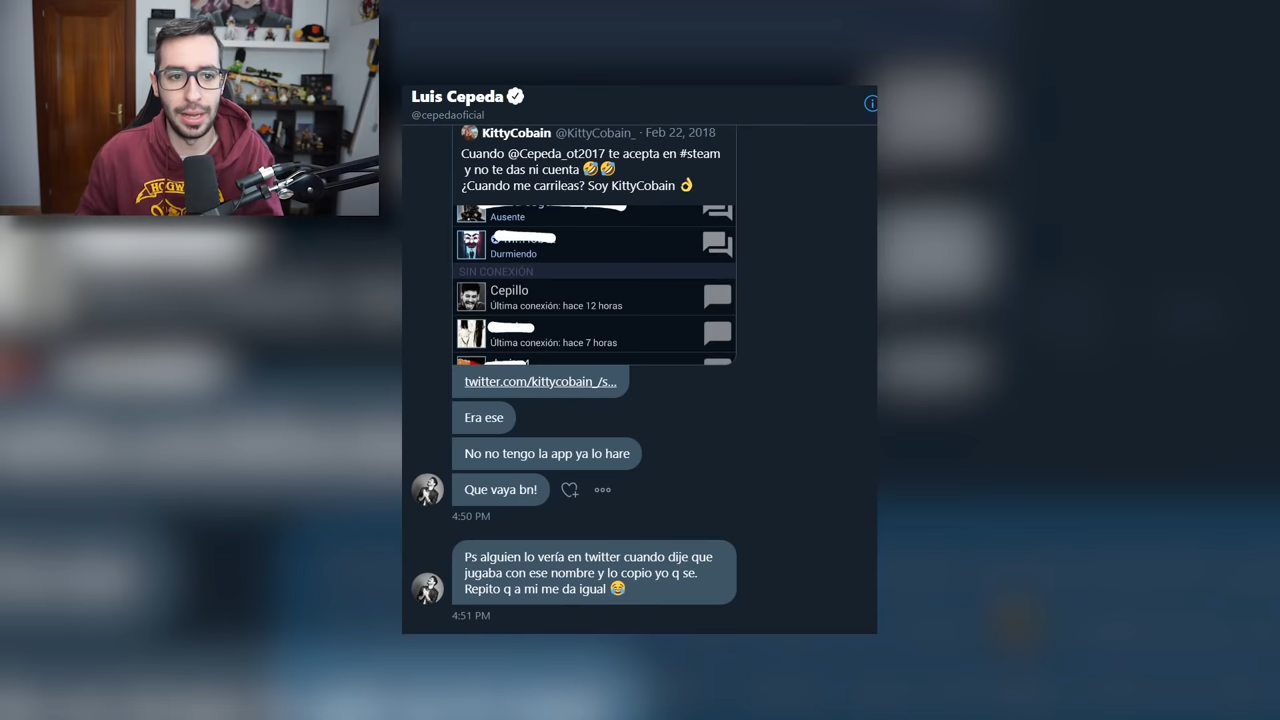 HOGW
Luis Cepeda
@cepedaoficial
KittyCobain @KittyCobain_ · Feb 22, 2018
Cuando @Cepeda_ot2017 te acepta en #steam
y no te das ni cuenta 🤣🤣
¿Cuando me carrileas? Soy KittyCobain 👌
Ausente
Durmiendo
SIN CONEXIÓN
Cepillo
Última conexión: hace 12 horas
Última conexión: hace 7 horas
twitter.com/kittycobain_/s...
Era ese
No no tengo la app ya lo hare
Que vaya bn!
4:50 PM
Ps alguien lo vería en twitter cuando dije que
jugaba con ese nombre y lo copio yo q se.
Repito q a mi me da igual 😂
4:51 PM